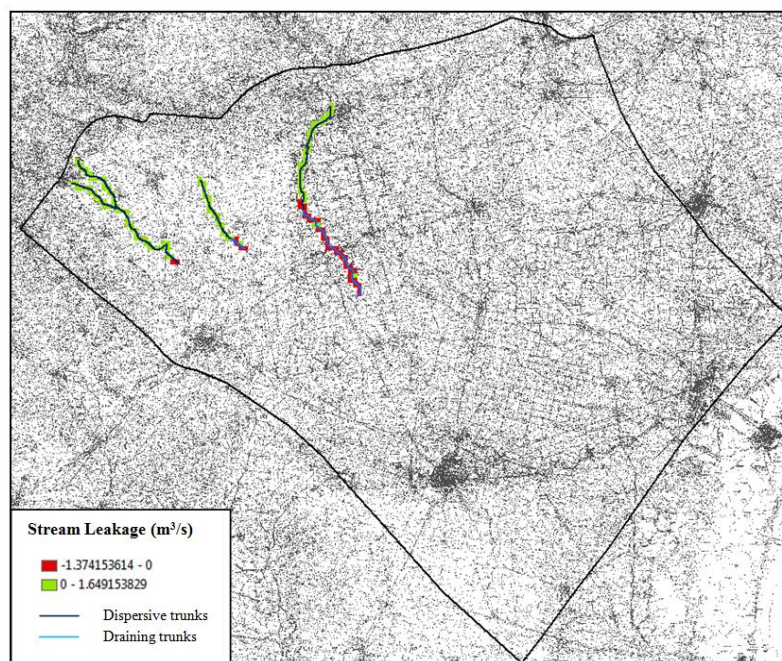 Stream Leakage (m³/s)
-1.374153614 - 0
0 - 1.649153829
Dispersive trunks
Draining trunks